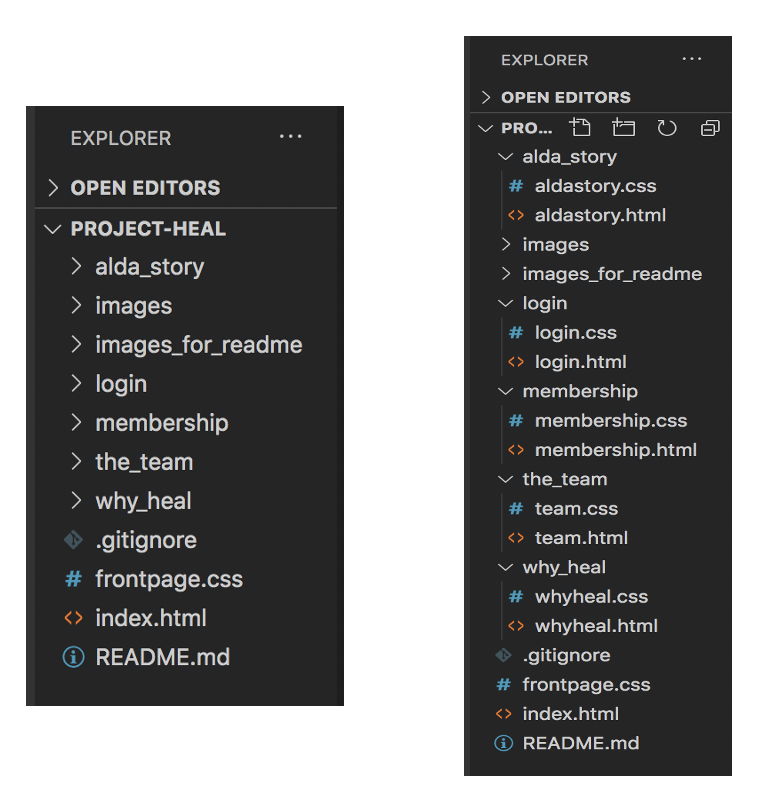 EXPLORER ...
OPEN EDITORS
PROJECT-HEAL
alda_story
images
images_for_readme
login
membership
the_team
why_heal
.gitignore
# frontpage.css
<> index.html
README.md
EXPLORER ...
OPEN EDITORS
PRO...
alda_story
# aldastory.css
<> aldastory.html
images
images_for_readme
login
# login.css
<> login.html
membership
# membership.css
<> membership.html
the_team
# team.css
<> team.html
why_heal
# whyheal.css
<> whyheal.html
.gitignore
# frontpage.css
<> index.html
README.md